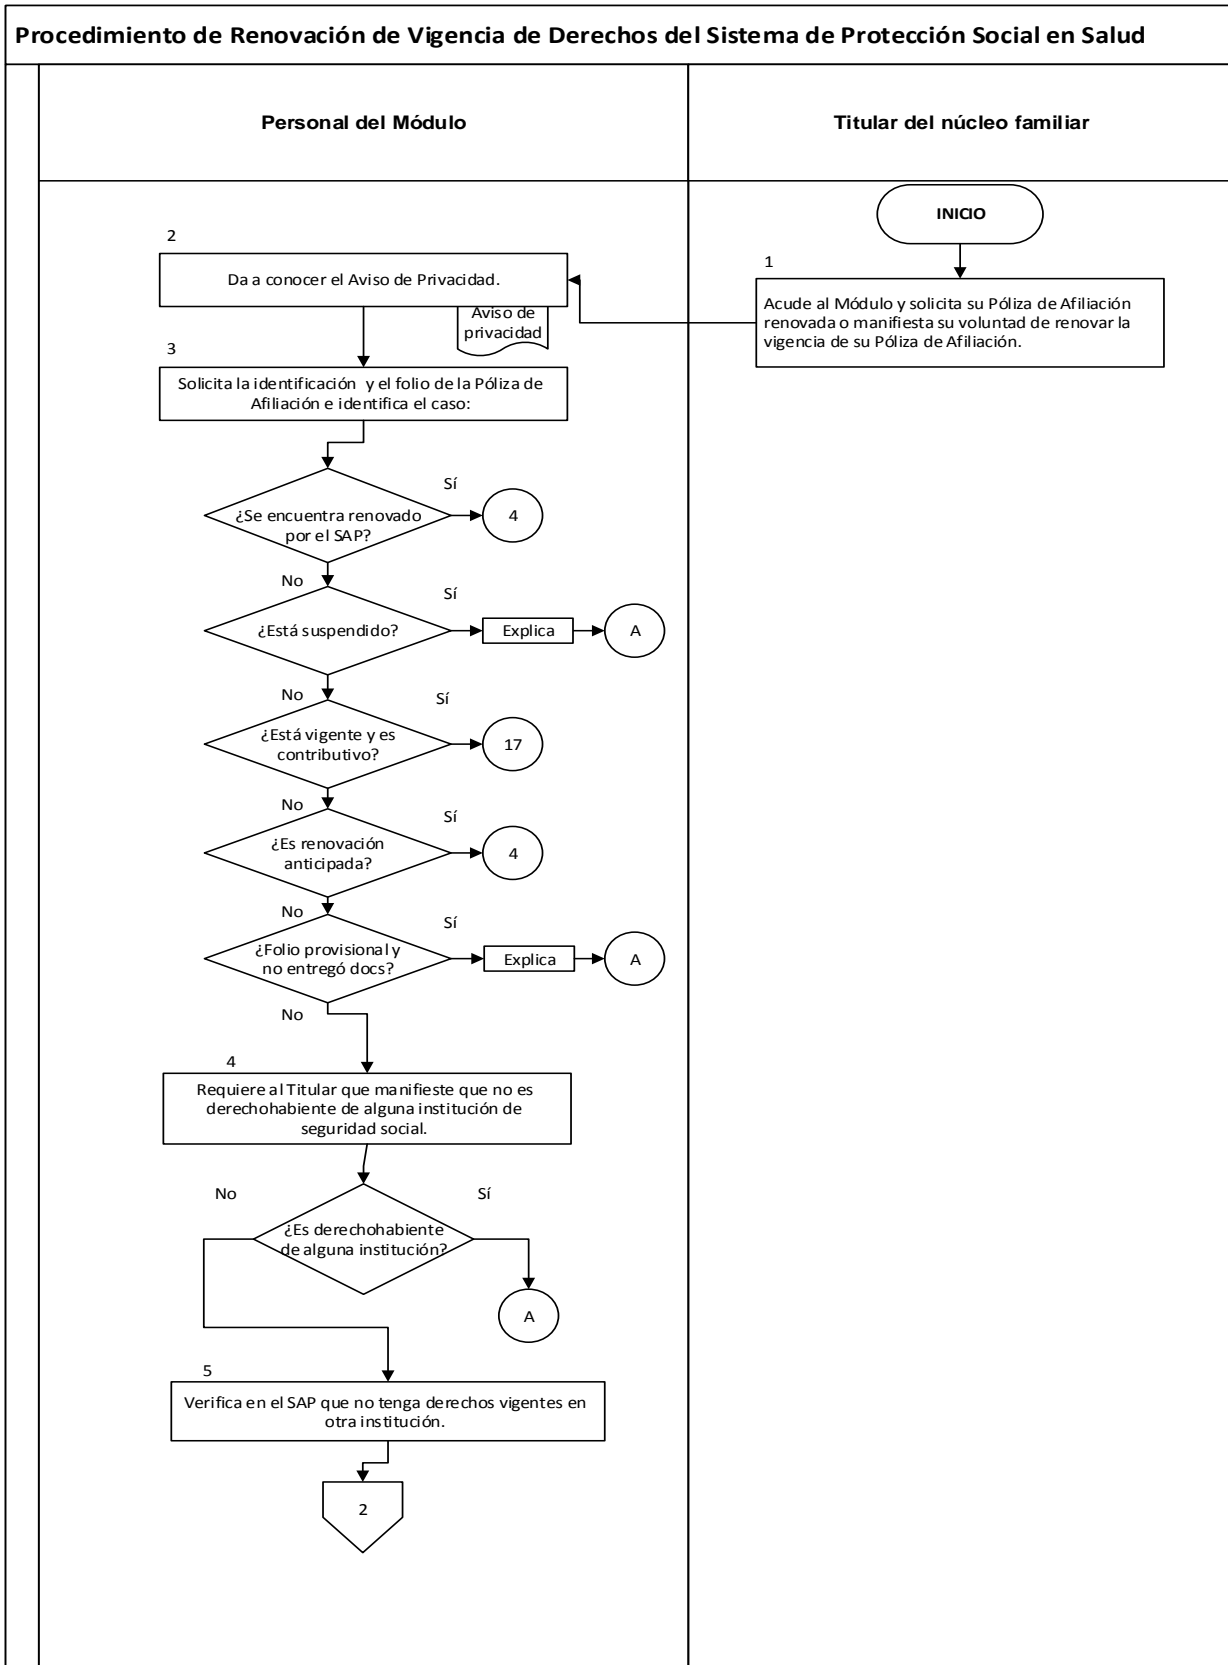 Procedimiento de Renovación de Vigencia de Derechos del Sistema de Protección Social en Salud
Personal del Módulo
Titular del núcleo familiar
INICIO
1
Acude al Módulo y solicita su Póliza de Afiliación
renovada o manifiesta su voluntad de renovar la
vigencia de su Póliza de Afiliación.
2
Da a conocer el Aviso de Privacidad.
Aviso de
privacidad
3
Solicita la identificación y el folio de la Póliza de
Afiliación e identifica el caso:
¿Se encuentra renovado
por el SAP?
Sí
4
No
¿Está suspendido?
Sí
Explica
A
No
¿Está vigente y es
contributivo?
Sí
17
No
¿Es renovación
anticipada?
Sí
4
No
¿Folio provisional y
no entregó docs?
Sí
Explica
A
No
4
Requiere al Titular que manifieste que no es
derechohabiente de alguna institución de
seguridad social.
No
Sí
¿Es derechohabiente
de alguna institución?
A
5
Verifica en el SAP que no tenga derechos vigentes en
otra institución.
2